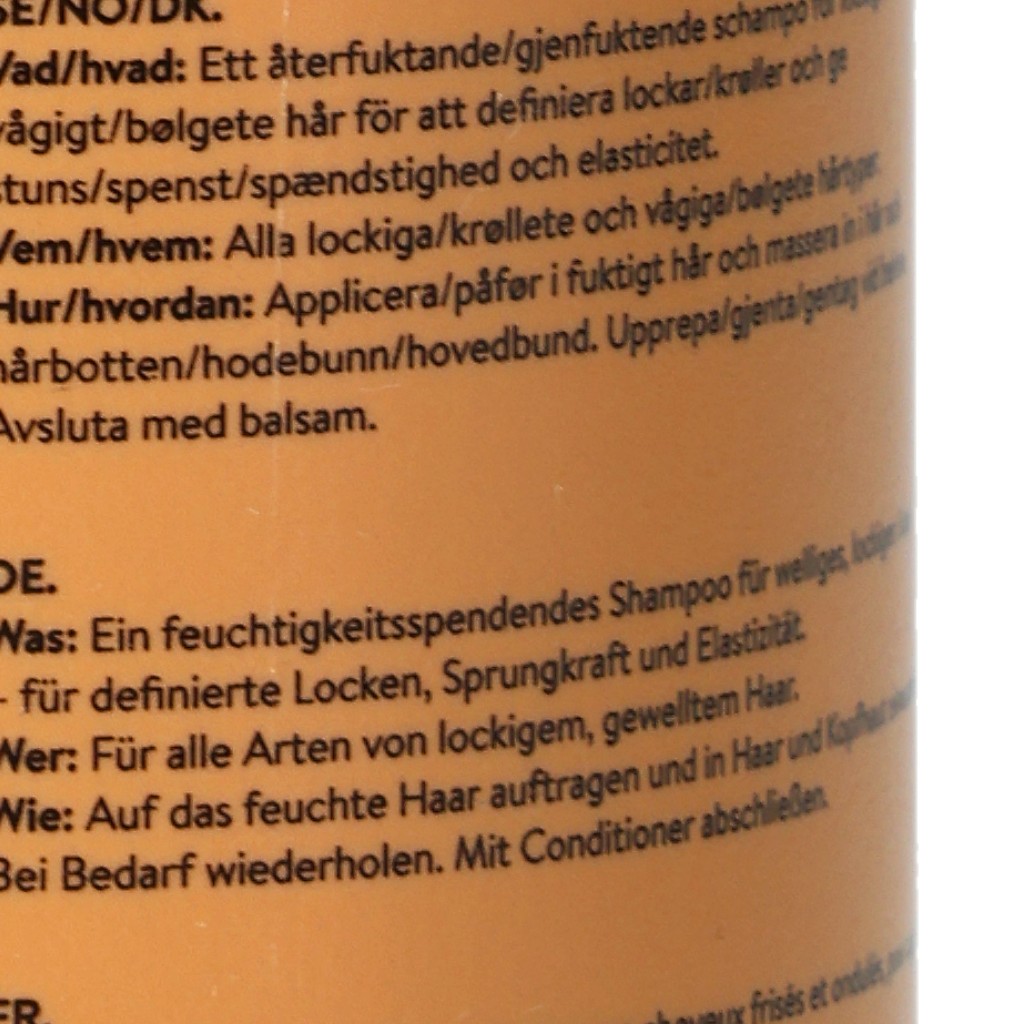 SE/NO/DK.
Vad/hvad: Ett återfuktande/gjenfuktende schampo för
vågigt/bølgete hår för att definiera lockar/krøller och ge
stuns/spenst/spændstighed och elasticitet.
Vem/hvem: Alla lockiga/krøllete och vågiga/bølgete hårtyper.
Hur/hvordan: Applicera/påfør i fuktigt hår och massera in i hår och
hårbotten/hodebunn/hovedbund. Upprepa/gjenta/gentag vid behov.
Avsluta med balsam.
DE.
Was: Ein feuchtigkeitsspendendes Shampoo für welliges, lockiges
- für definierte Locken, Sprungkraft und Elastizität.
Wer: Für alle Arten von lockigem, gewelltem Haar.
Wie: Auf das feuchte Haar auftragen und in Haar und Kopfhaut
Bei Bedarf wiederholen. Mit Conditioner abschließen.
FR.
cheveux frisés et ondulés,